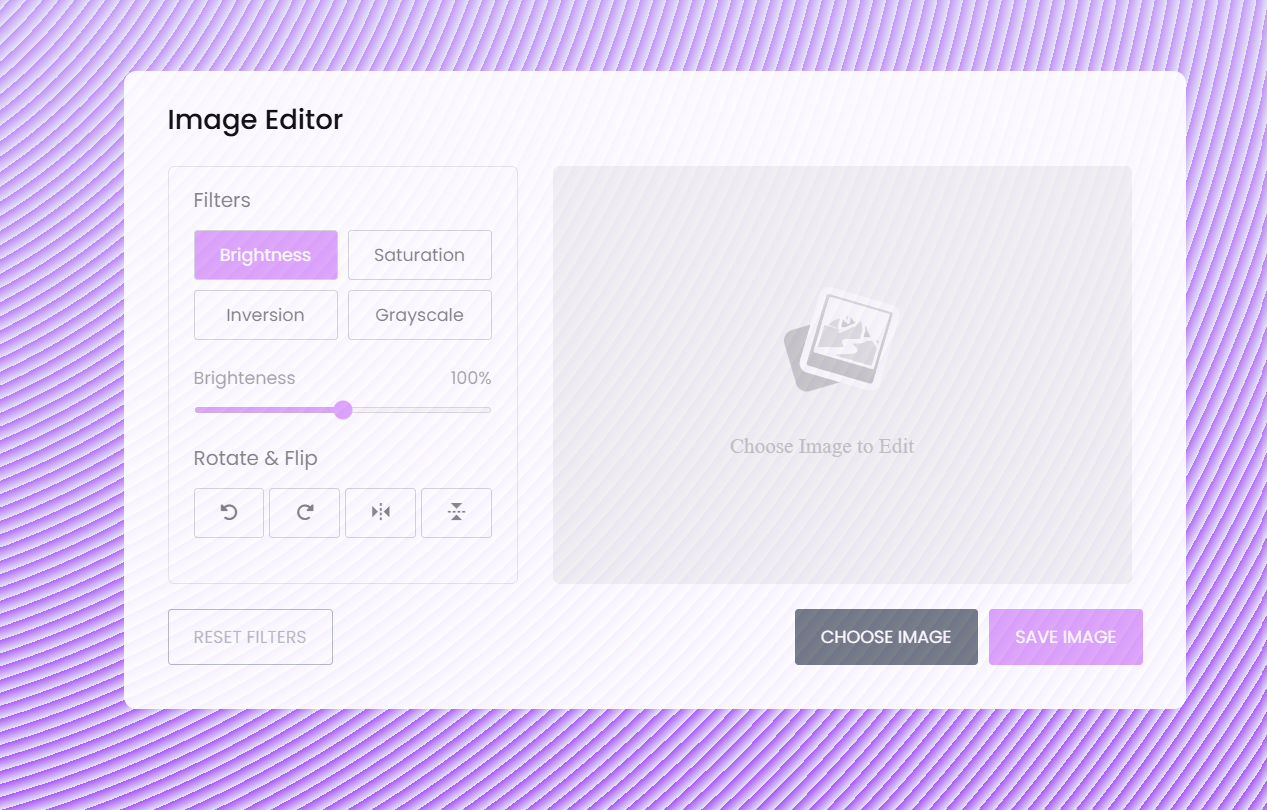 Image Editor
Filters
Brightness
Saturation
Inversion
Grayscale
Brighteness 100%
Rotate & Flip
Choose Image to Edit
RESET FILTERS
CHOOSE IMAGE
SAVE IMAGE